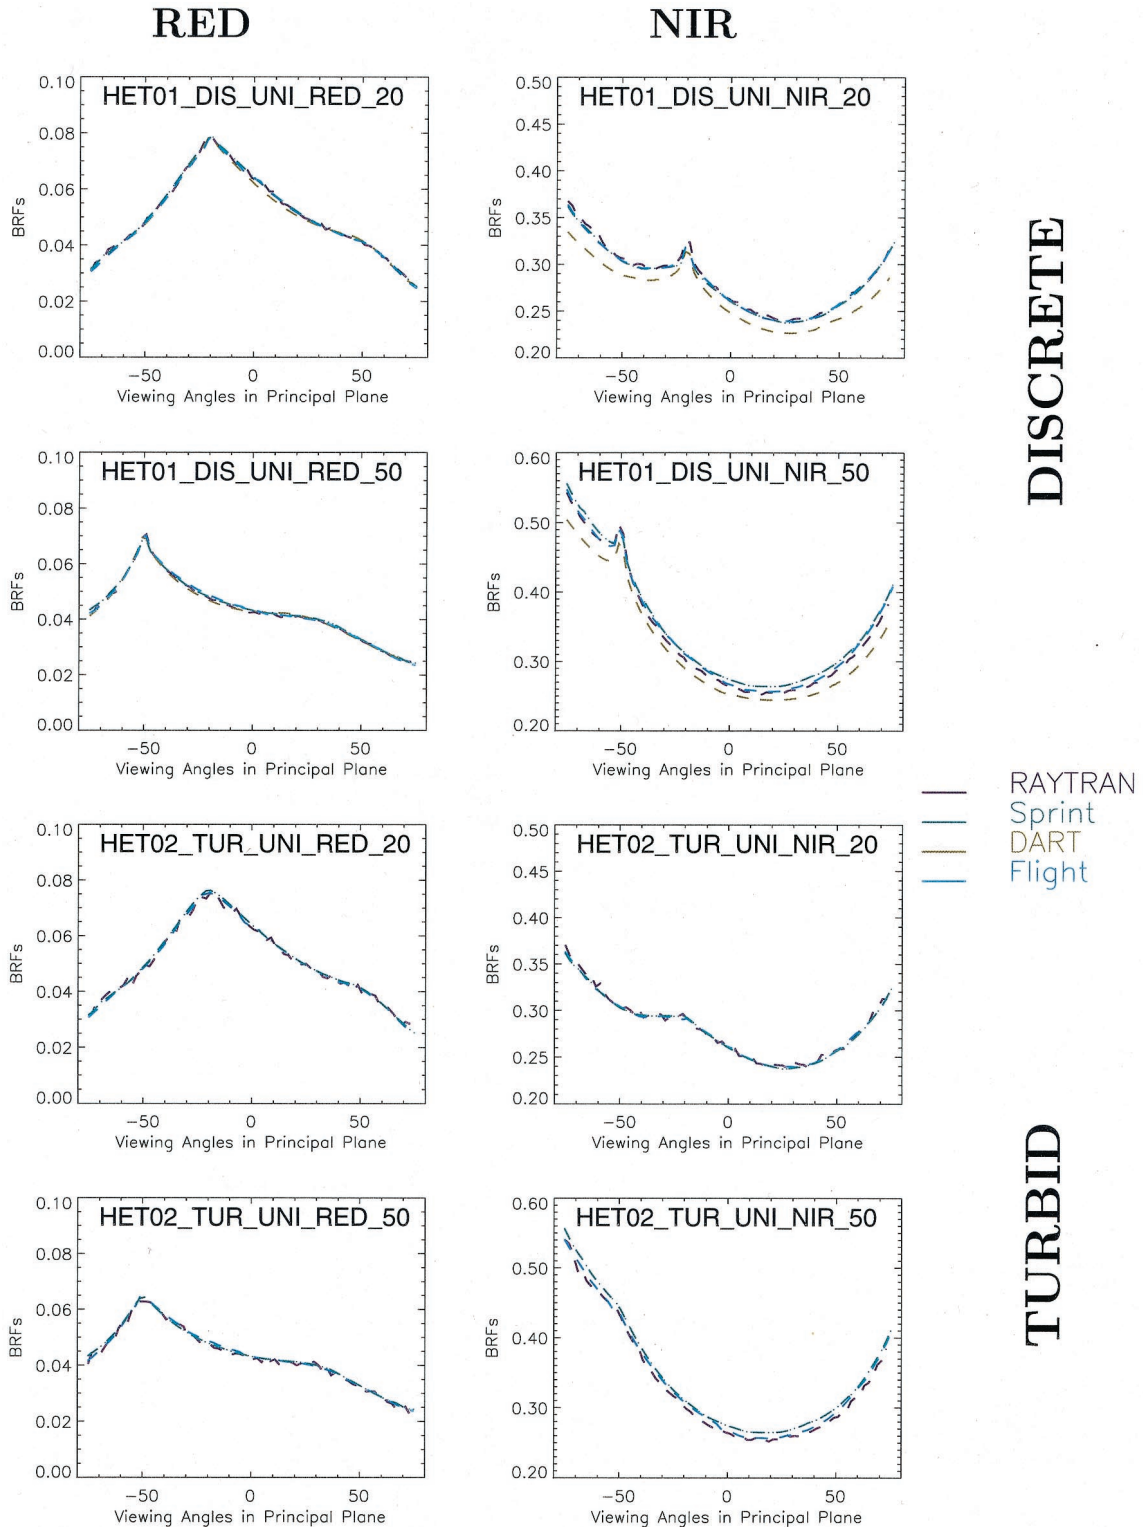 RED
NIR
HET01_DIS_UNI_RED_20
BRFs
0.10
0.08
0.06
0.04
0.02
0.00
−50
0
50
Viewing Angles in Principal Plane
HET01_DIS_UNI_NIR_20
BRFs
0.50
0.45
0.40
0.35
0.30
0.25
0.20
−50
0
50
Viewing Angles in Principal Plane
HET01_DIS_UNI_RED_50
BRFs
0.10
0.08
0.06
0.04
0.02
0.00
−50
0
50
Viewing Angles in Principal Plane
HET01_DIS_UNI_NIR_50
BRFs
0.60
0.50
0.40
0.30
0.20
−50
0
50
Viewing Angles in Principal Plane
DISCRETE
RAYTRAN
Sprint
DART
Flight
HET02_TUR_UNI_RED_20
BRFs
0.10
0.08
0.06
0.04
0.02
0.00
−50
0
50
Viewing Angles in Principal Plane
HET02_TUR_UNI_NIR_20
BRFs
0.50
0.45
0.40
0.35
0.30
0.25
0.20
−50
0
50
Viewing Angles in Principal Plane
HET02_TUR_UNI_RED_50
BRFs
0.10
0.08
0.06
0.04
0.02
0.00
−50
0
50
Viewing Angles in Principal Plane
HET02_TUR_UNI_NIR_50
BRFs
0.60
0.50
0.40
0.30
0.20
−50
0
50
Viewing Angles in Principal Plane
TURBID